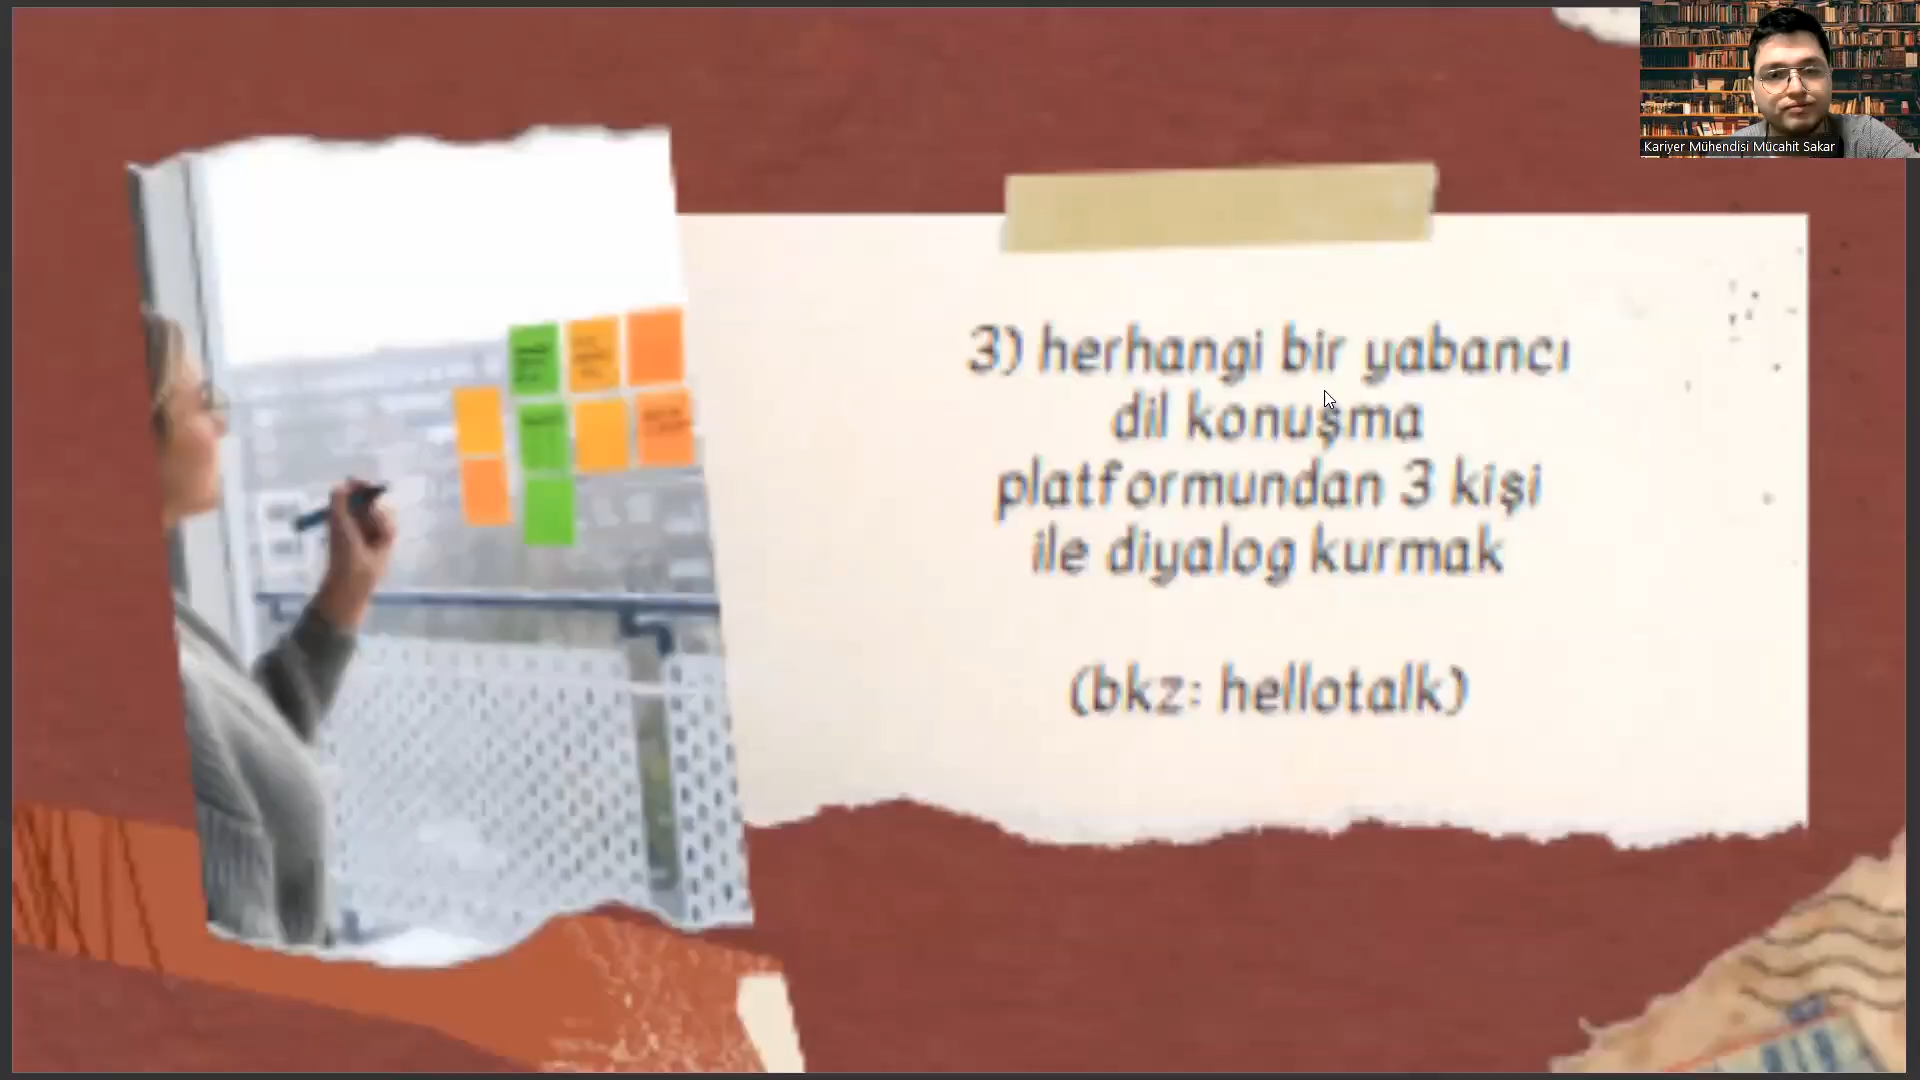 Kariyer Mühendisi Mücahit Sakar
3) herhangi bir yabancı
dil konuşma
platformundan 3 kişi
ile diyalog kurmak
(bkz: hellotalk)